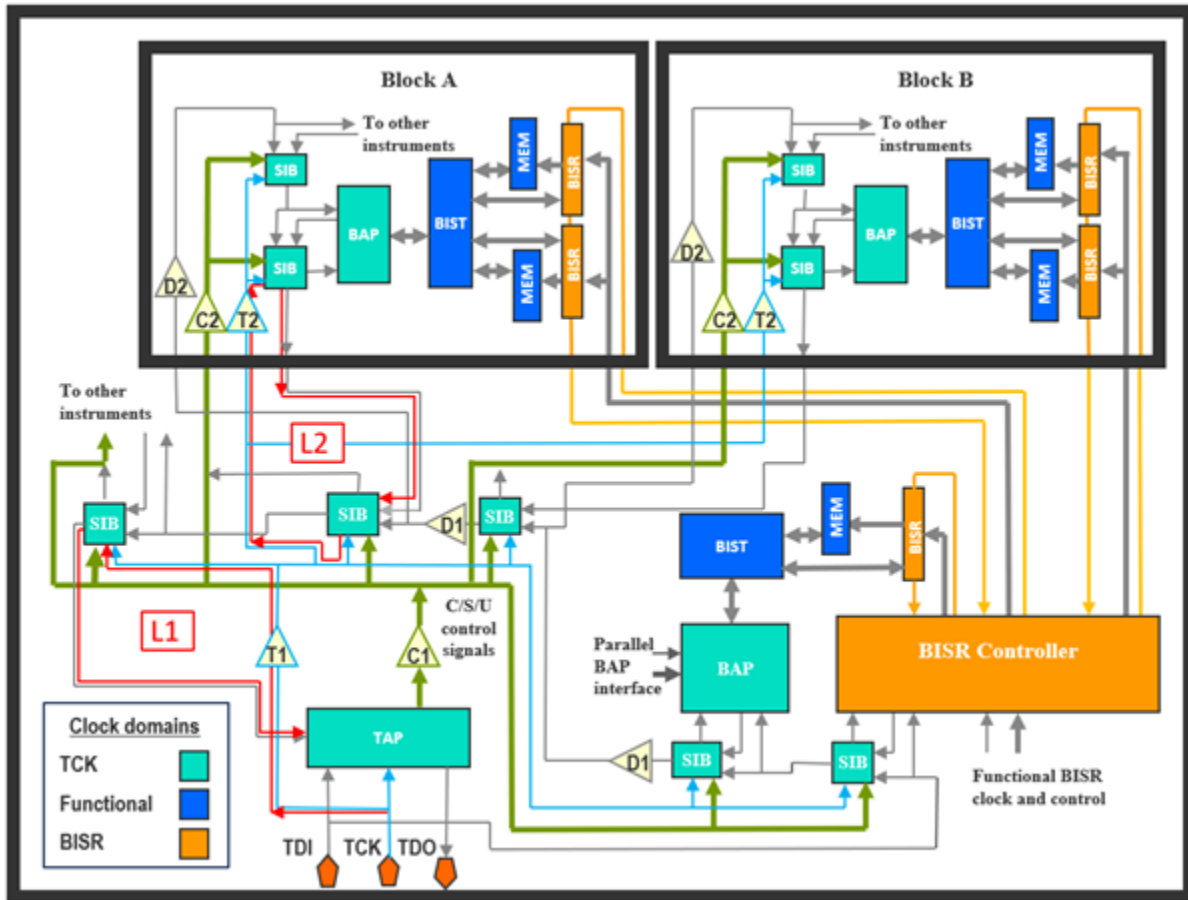 Block A
To other
instruments
SIB
MEM
BISR
BIST
BAP
SIB
BISR
MEM
D2
C2
T2
Block B
To other
instruments
SIB
MEM
BISR
BIST
BAP
SIB
BISR
MEM
D2
C2
T2
To other
instruments
L2
SIB
SIB
D1
SIB
BIST
MEM
BISR
C/S/U
control
signals
L1
T1
C1
Parallel
BAP
interface
BAP
BISR Controller
TAP
D1
SIB
SIB
Functional BISR
clock and control
Clock domains
TCK
Functional
BISR
TDI
TCK
TDO